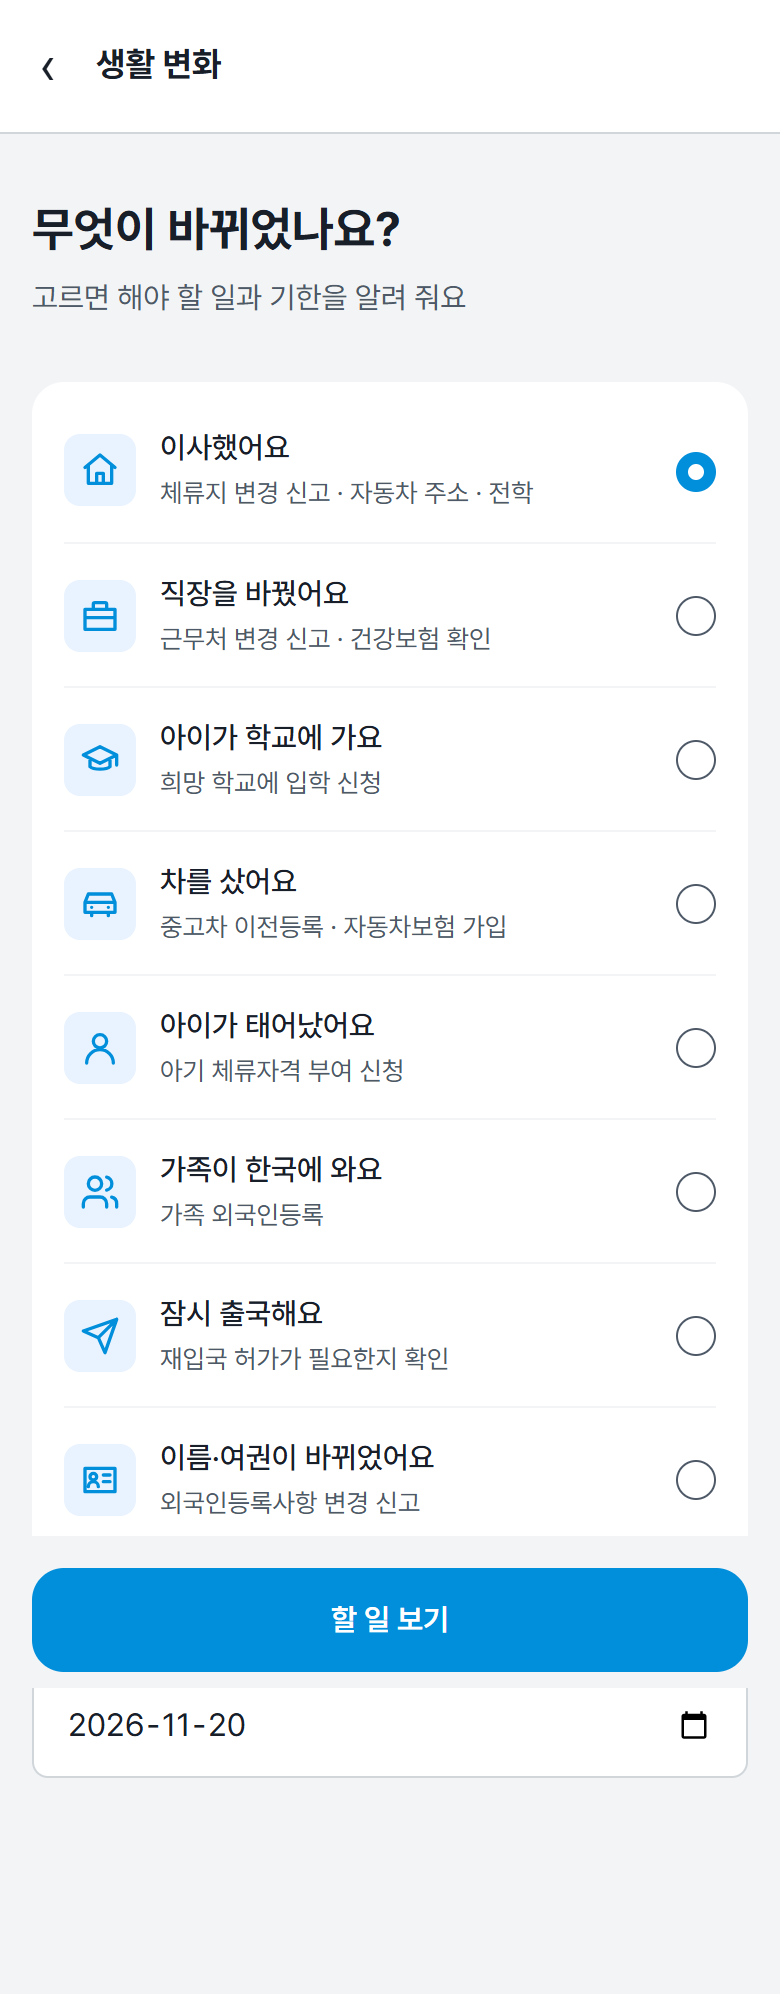 생활 변화
무엇이 바뀌었나요?
고르면 해야 할 일과 기한을 알려 줘요
이사했어요
체류지 변경 신고 · 자동차 주소 · 전학
직장을 바꿨어요
근무처 변경 신고 · 건강보험 확인
아이가 학교에 가요
희망 학교에 입학 신청
차를 샀어요
중고차 이전등록 · 자동차보험 가입
아이가 태어났어요
아기 체류자격 부여 신청
가족이 한국에 와요
가족 외국인등록
잠시 출국해요
재입국 허가가 필요한지 확인
이름·여권이 바뀌었어요
외국인등록사항 변경 신고
할 일 보기
2026-11-20